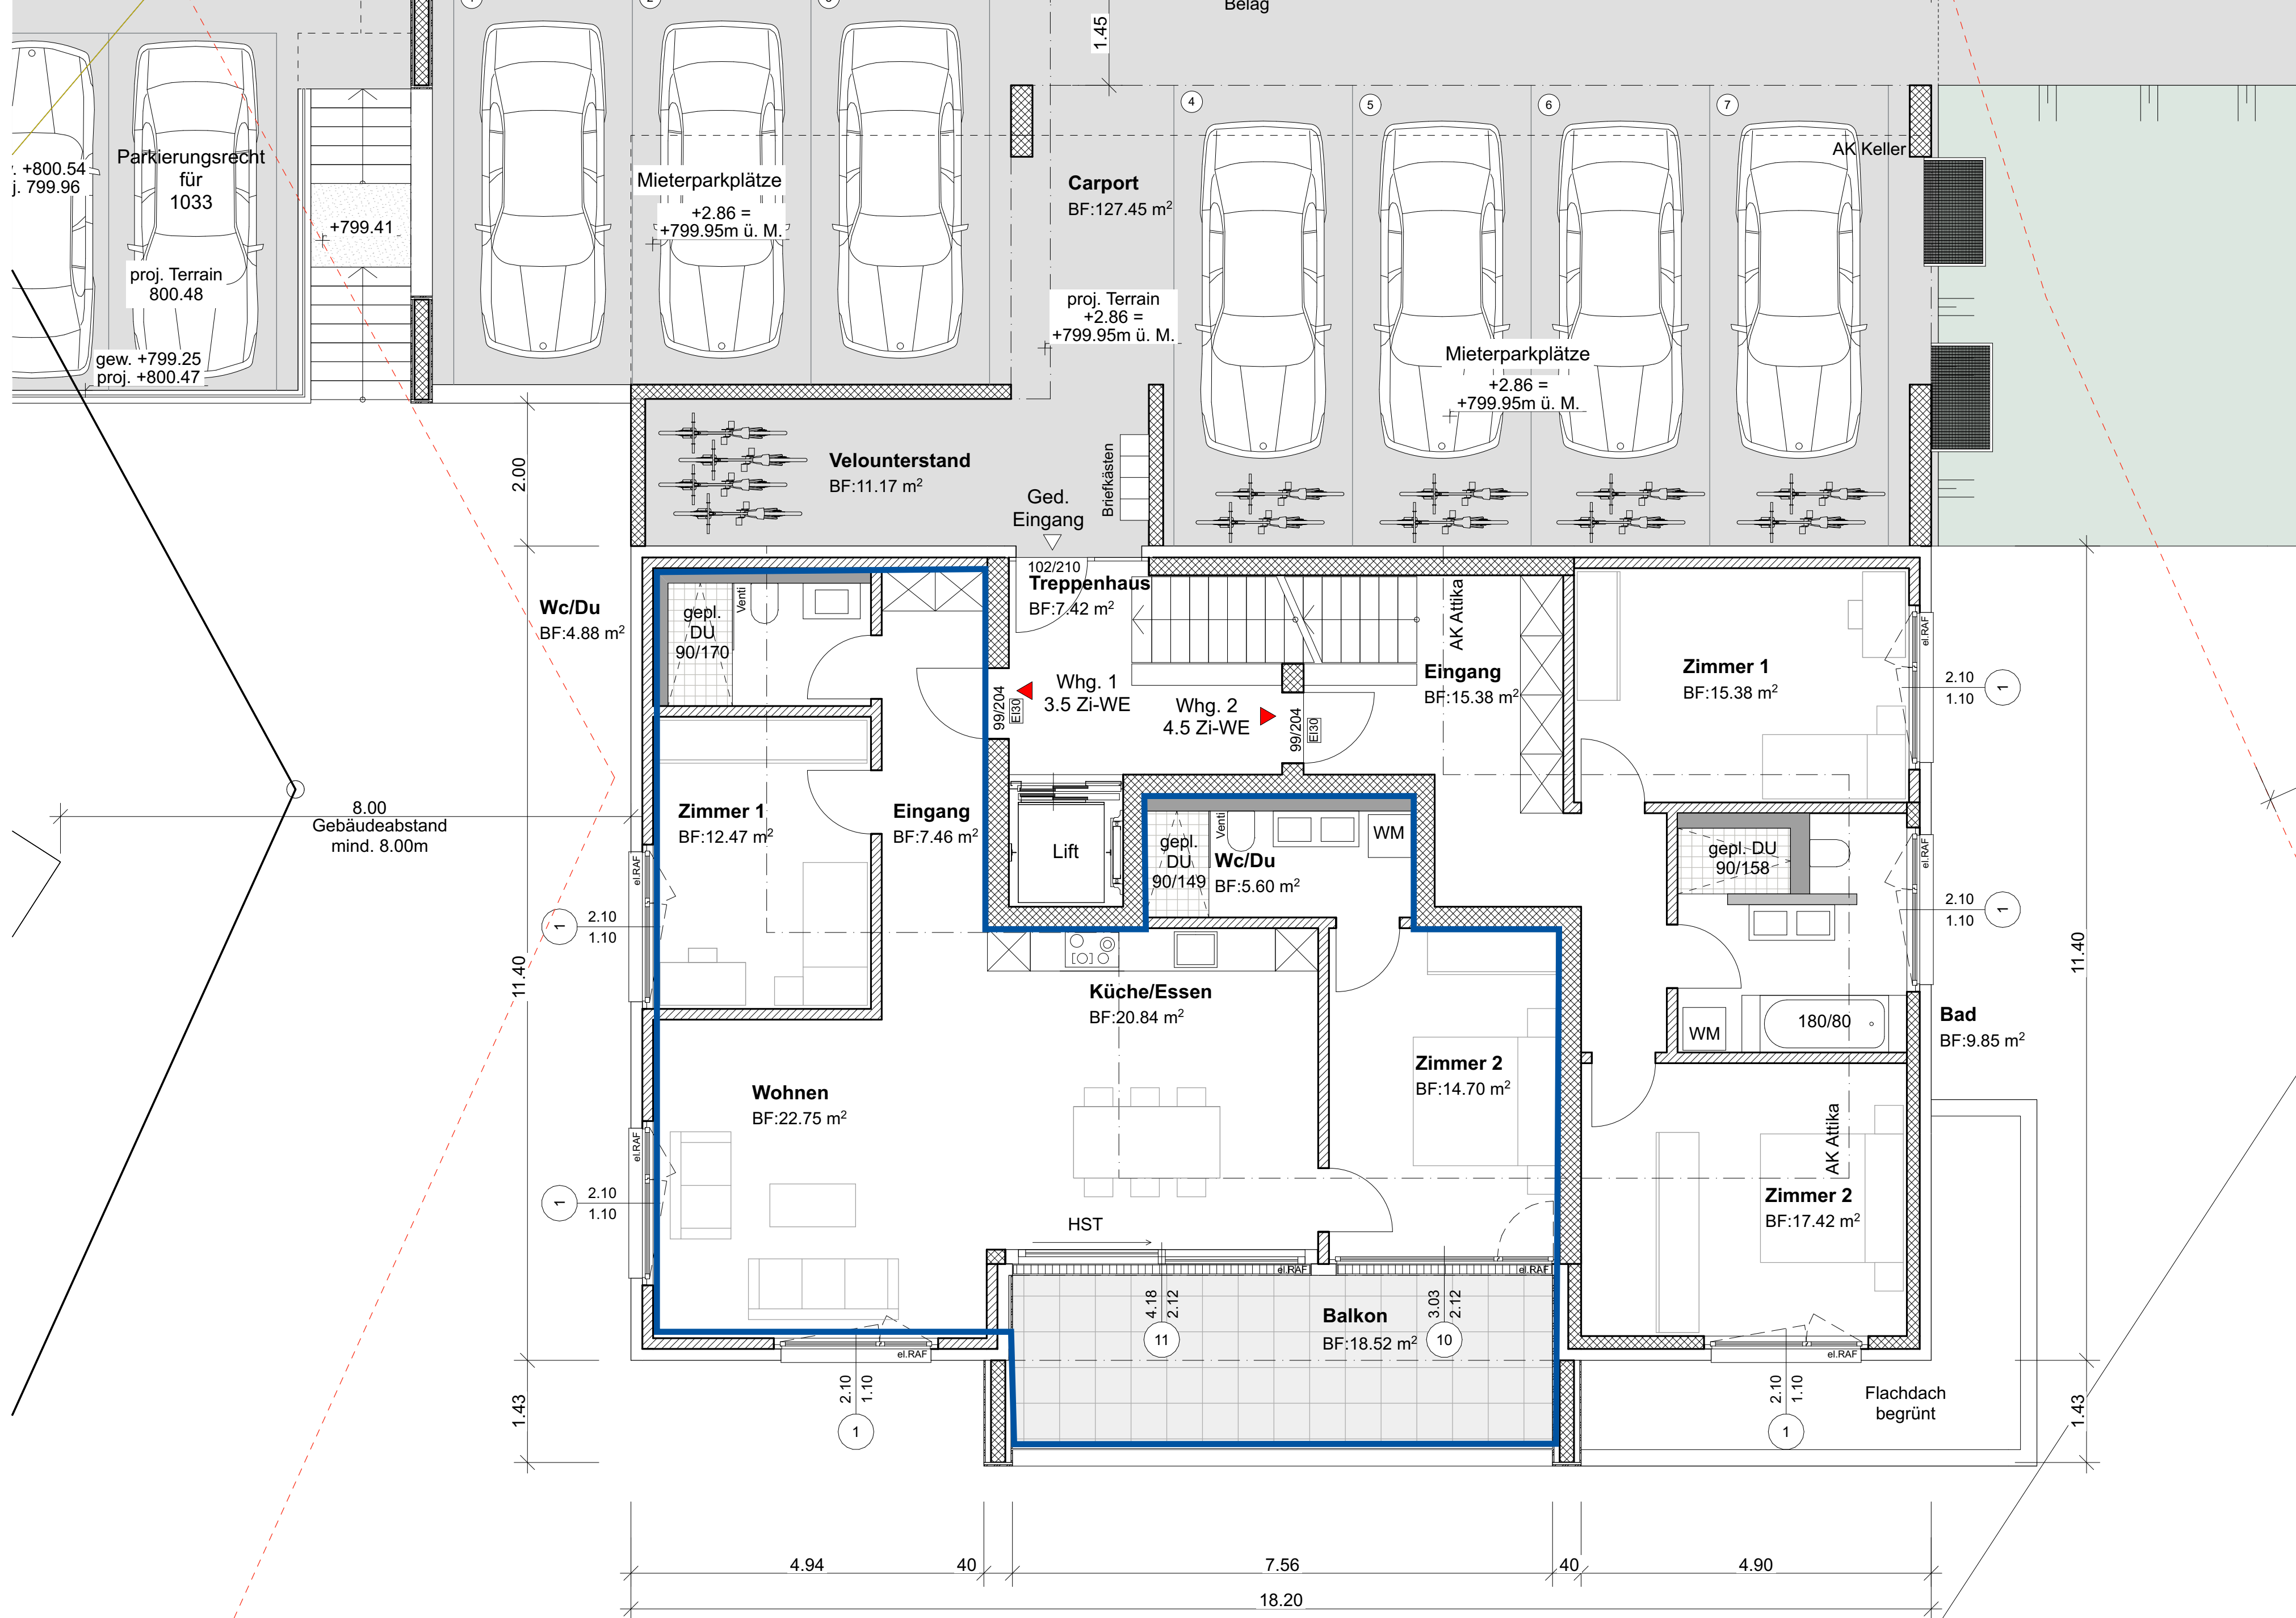 Belag
1
2
3
1.45
4
5
6
7
AK Keller
Parkierungsrecht
für
1033
+800.54
799.96
+799.41
proj. Terrain
800.48
gew. +799.25
proj. +800.47
Mieterparkplätze
+2.86 =
+799.95m ü. M.
Carport
BF:127.45 m²
proj. Terrain
+2.86 =
+799.95m ü. M.
Mieterparkplätze
+2.86 =
+799.95m ü. M.
2.00
Velounterstand
BF:11.17 m²
Briefkästen
Ged.
Eingang
102/210
Treppenhaus
BF:7.42 m²
Wc/Du
BF:4.88 m²
gepl.
DU
90/170
Venti
99/204
EI30
Whg. 1
3.5 Zi-WE
Whg. 2
4.5 Zi-WE
99/204
EI30
AK Attika
Eingang
BF:15.38 m²
Zimmer 1
BF:15.38 m²
el.RAF
2.10
1.10
1
8.00
Gebäudeabstand
mind. 8.00m
Zimmer 1
BF:12.47 m²
Eingang
BF:7.46 m²
Lift
gepl.
DU
90/149
Venti
Wc/Du
BF:5.60 m²
WM
gepl. DU
90/158
el.RAF
2.10
1.10
1
el.RAF
1
2.10
1.10
11.40
11.40
Küche/Essen
BF:20.84 m²
WM
180/80
Bad
BF:9.85 m²
Wohnen
BF:22.75 m²
Zimmer 2
BF:14.70 m²
AK Attika
Zimmer 2
BF:17.42 m²
el.RAF
1
2.10
1.10
HST
el.RAF
el.RAF
4.18
2.12
11
Balkon
BF:18.52 m²
3.03
2.12
10
el.RAF
2.10
1.10
1
el.RAF
2.10
1.10
1
Flachdach
begrünt
1.43
1.43
4.94
40
7.56
40
4.90
18.20